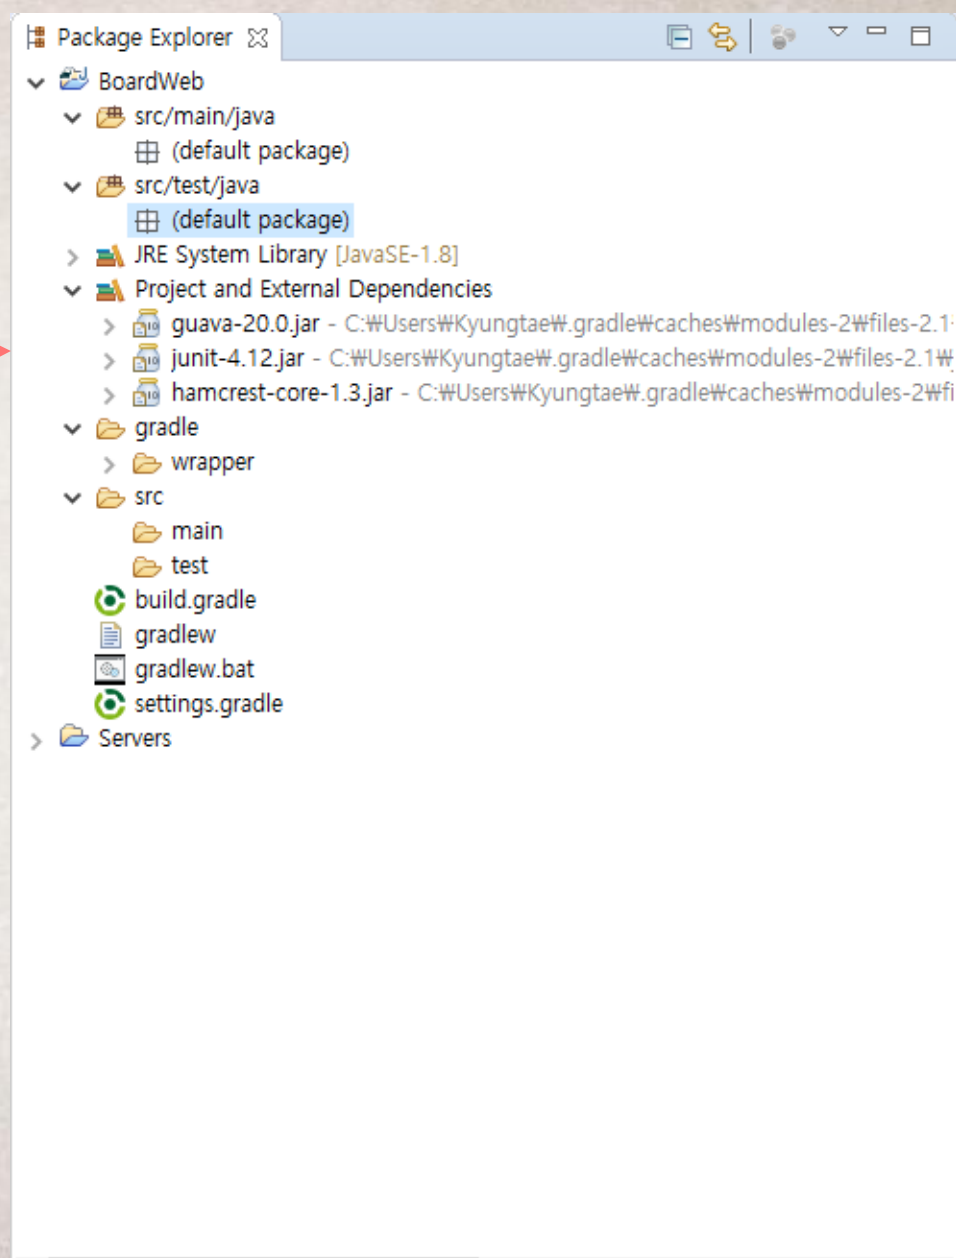 Package Explorer
BoardWeb
src/main/java
(default package)
src/test/java
(default package)
JRE System Library [JavaSE-1.8]
Project and External Dependencies
guava-20.0.jar - C:₩Users₩Kyungtae₩.gradle₩caches₩modules-2₩files-2.1
junit-4.12.jar - C:₩Users₩Kyungtae₩.gradle₩caches₩modules-2₩files-2.1₩
hamcrest-core-1.3.jar - C:₩Users₩Kyungtae₩.gradle₩caches₩modules-2₩fi
gradle
wrapper
src
main
test
build.gradle
gradlew
gradlew.bat
settings.gradle
Servers